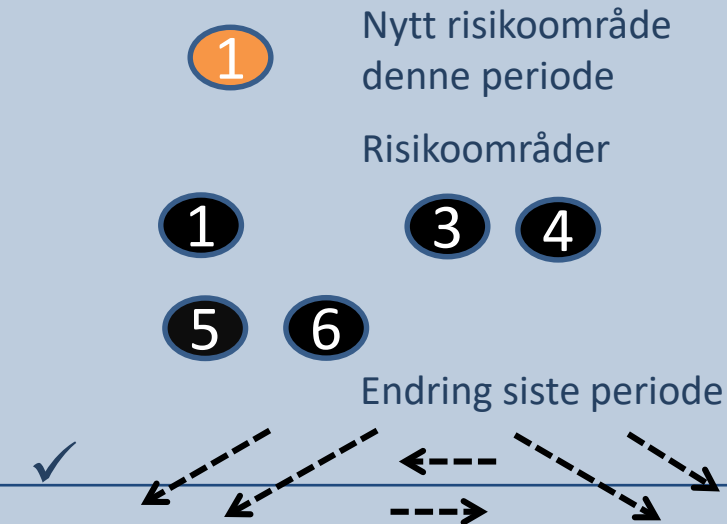 1 Nytt risikoområde
denne periode
Risikoområder
1 3 4
5 6
Endring siste periode
✓